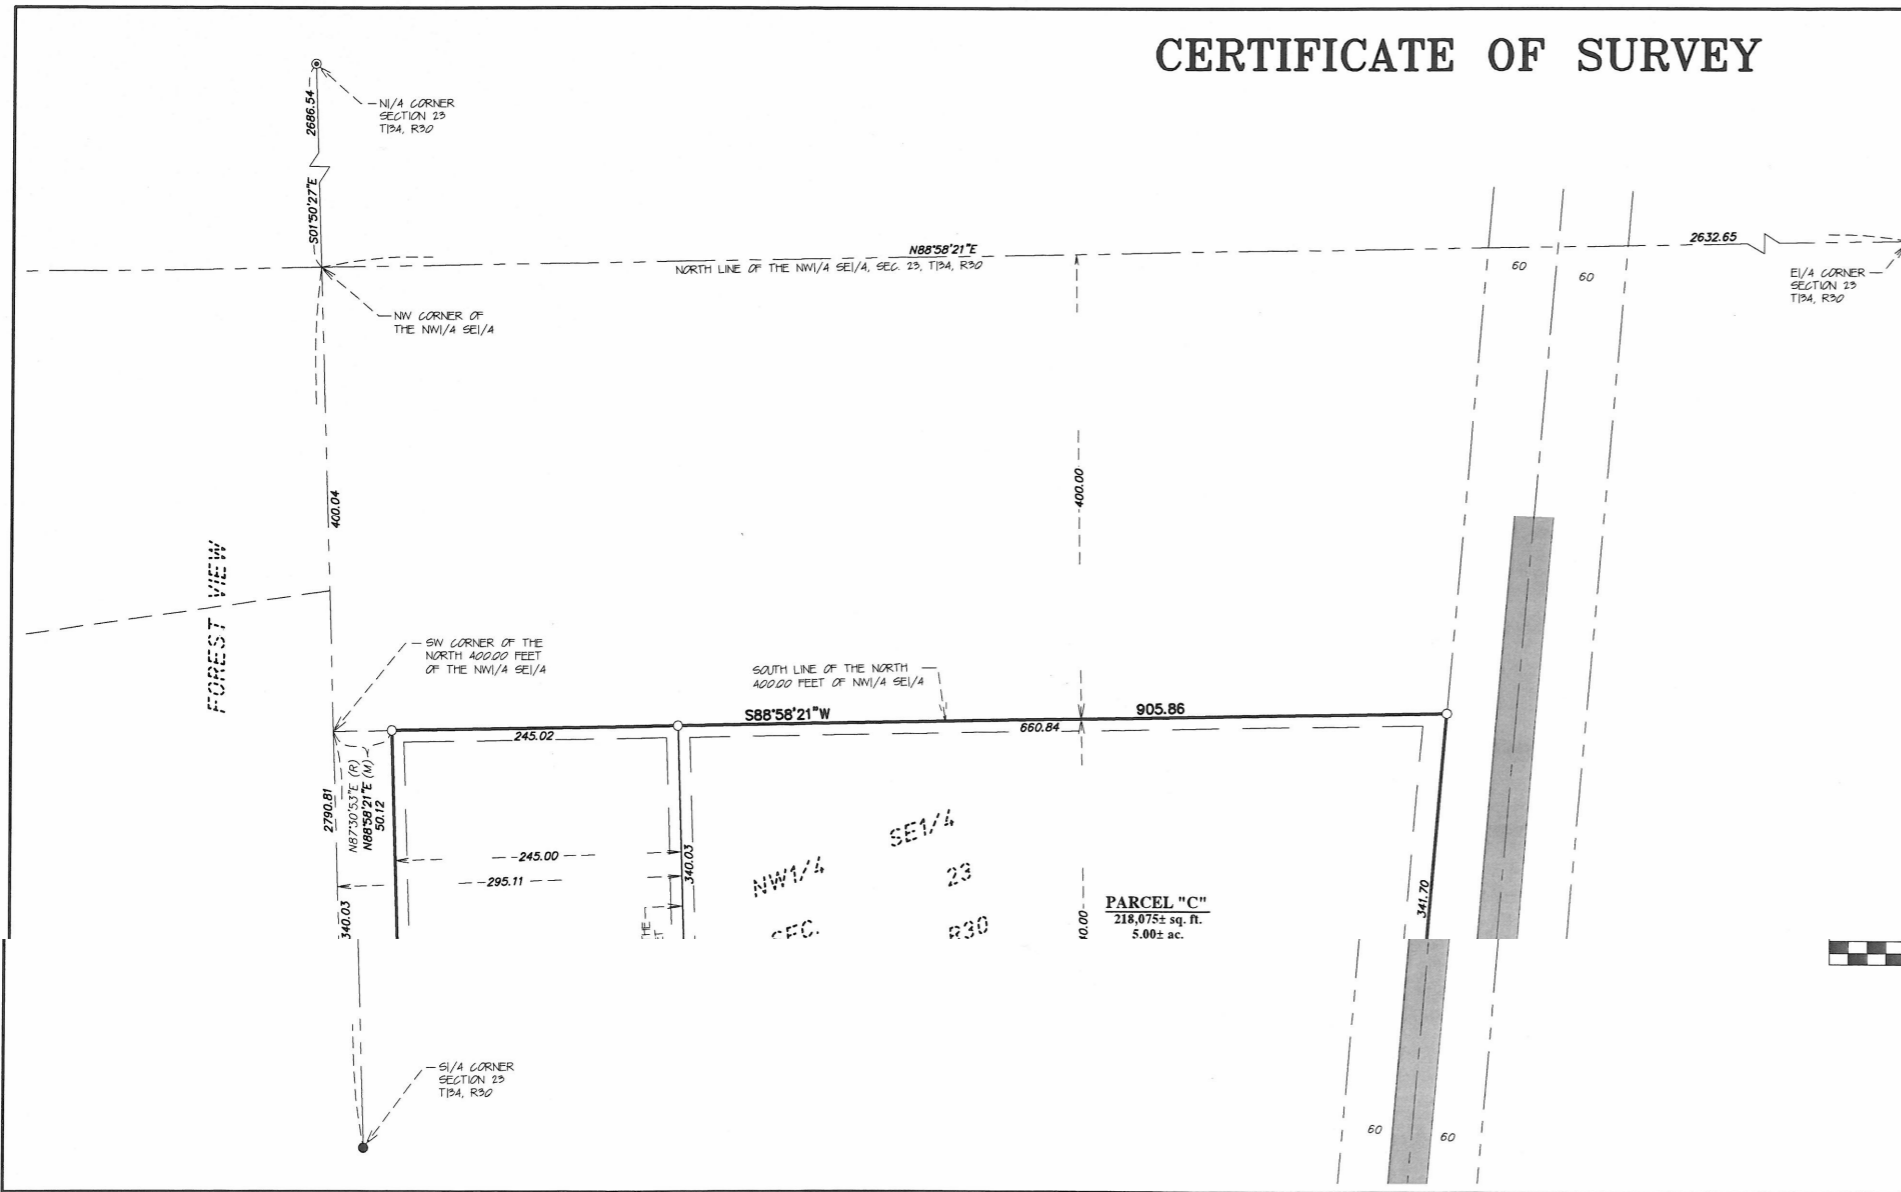 CERTIFICATE OF SURVEY
2686.54
N1/4 CORNER
SECTION 23
T134, R30
S01°50'27"E
N88°58'21"E
NORTH LINE OF THE NW1/4 SE1/4, SEC. 23, T134, R30
2632.65
60
60
E1/4 CORNER
SECTION 23
T134, R30
NW CORNER OF
THE NW1/4 SE1/4
400.04
400.00
FOREST VIEW
SW CORNER OF THE
NORTH 400.00 FEET
OF THE NW1/4 SE1/4
SOUTH LINE OF THE NORTH
400.00 FEET OF NW1/4 SE1/4
S88°58'21"W
905.86
245.02
660.84
2790.81
N87°30'53"E (R)
N88°58'21"E (M)
50.12
SE1/4
NW1/4
23
245.00
295.11
340.03
340.03
341.70
PARCEL "C"
218,075± sq. ft.
5.00± ac.
SEC.
R30
S1/4 CORNER
SECTION 23
T134, R30
60
60